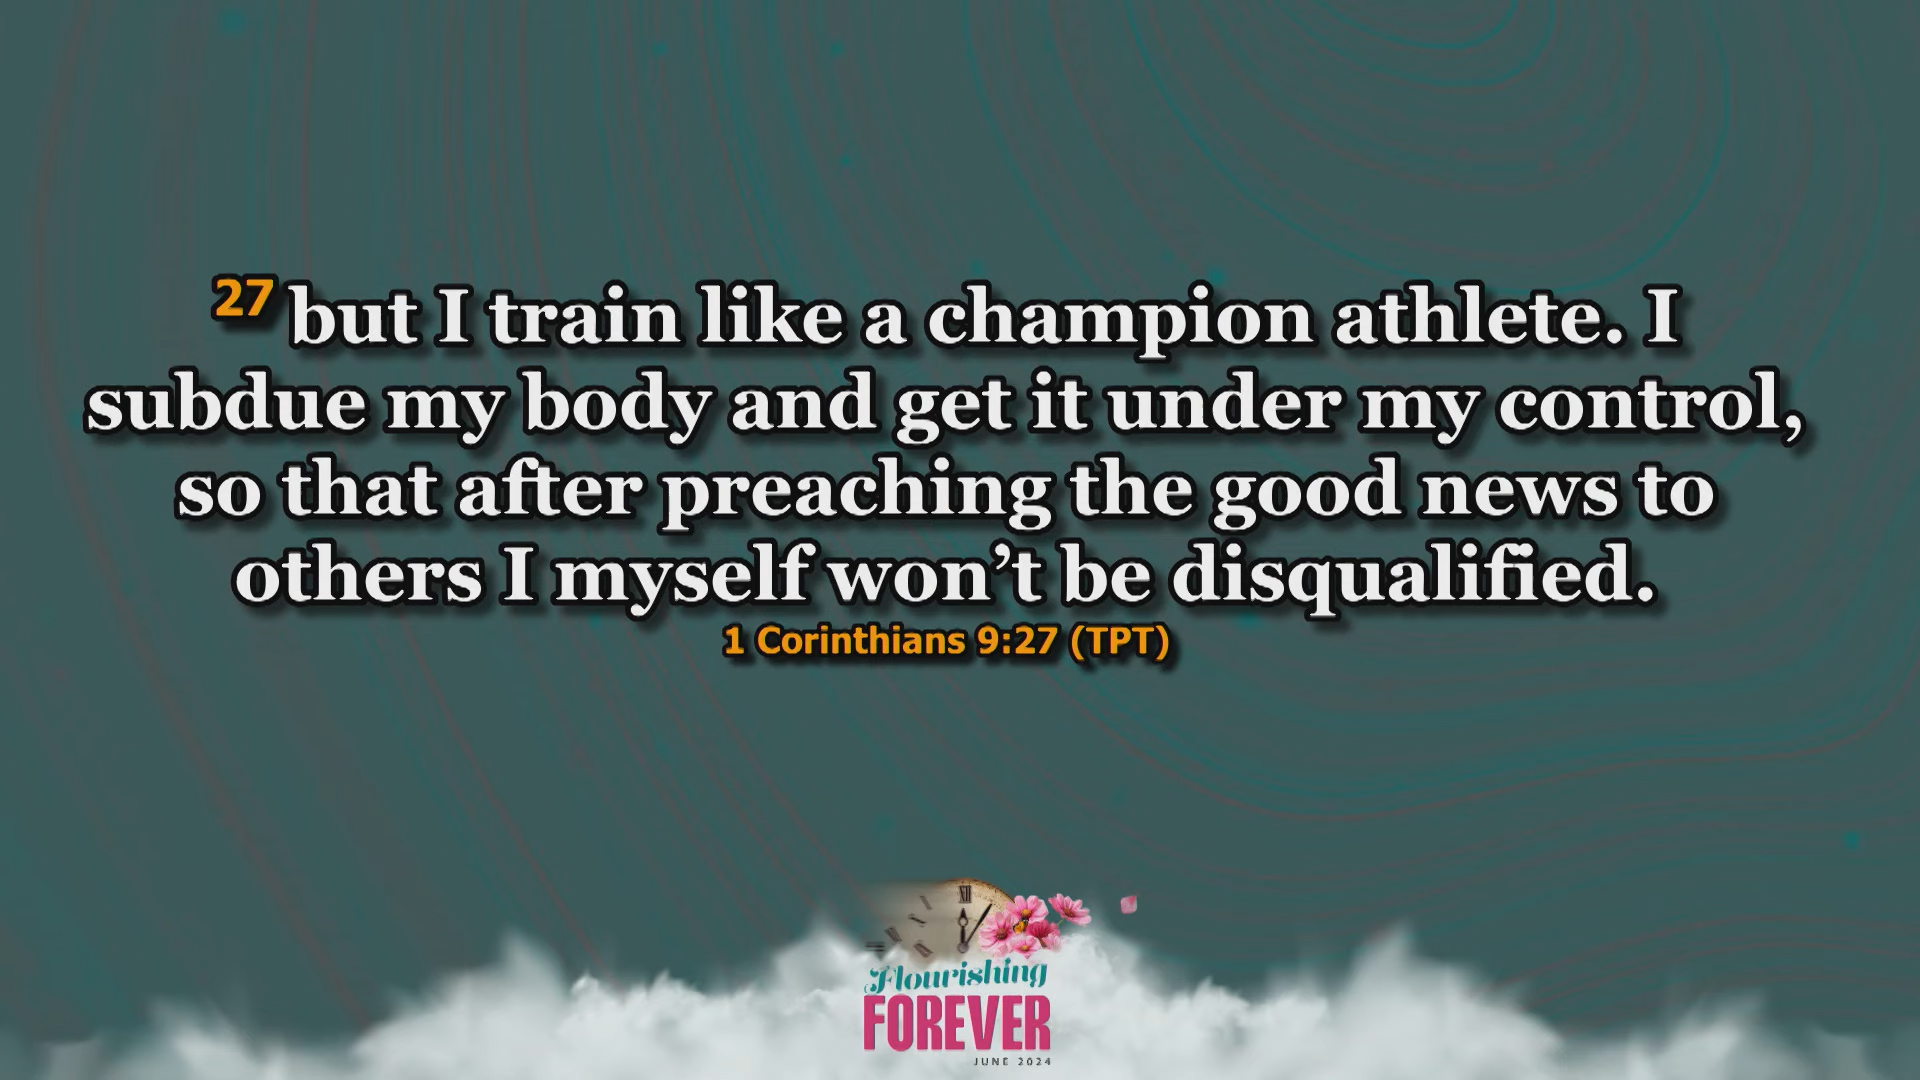 27 but I train like a champion athlete. I
subdue my body and get it under my control,
so that after preaching the good news to
others I myself won’t be disqualified.
1 Corinthians 9:27 (TPT)
XII
Flourishing
FOREVER
JUNE 2024